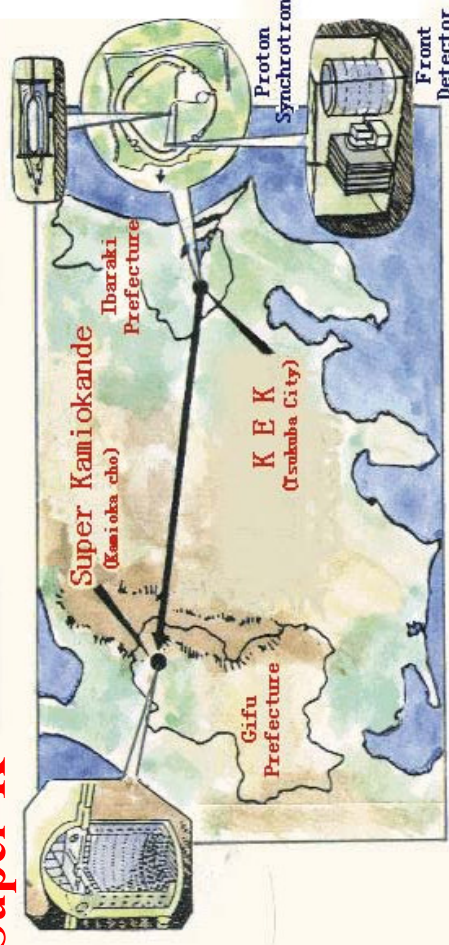 Super K
Super Kamiokande
(Kamioka cho)
Ibaraki
Prefecture
Proton
Synchrotron
K E K
(Tsukuba City)
Gifu
Prefecture
Front
Detector